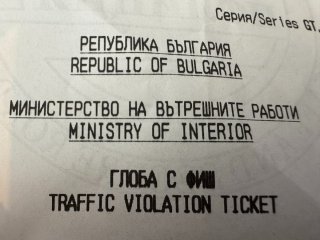 Серия/Series GT.
РЕПУБЛИКА БЪЛГАРИЯ
REPUBLIC OF BULGARIA
МИНИСТЕРСТВО НА ВЪТРЕШНИТЕ РАБОТИ
MINISTRY OF INTERIOR
ГЛОБА С ФИШ
TRAFFIC VIOLATION TICKET